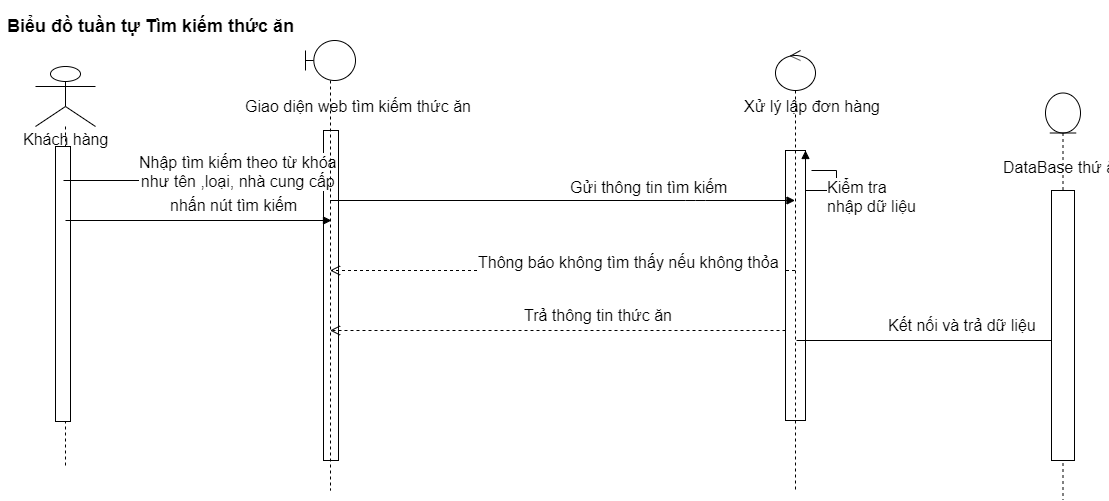 Biểu đồ tuần tự Tìm kiếm thức ăn
Khách hàng
Giao diện web tìm kiếm thức ăn
Xử lý lấp đơn hàng
DataBase thứ
Nhập tìm kiếm theo từ khóa
như tên ,loại, nhà cung cấp
nhấn nút tìm kiếm
Gửi thông tin tìm kiếm
Kiểm tra
nhập dữ liệu
Thông báo không tìm thấy nếu không thỏa
Trả thông tin thức ăn
Kết nối và trả dữ liệu